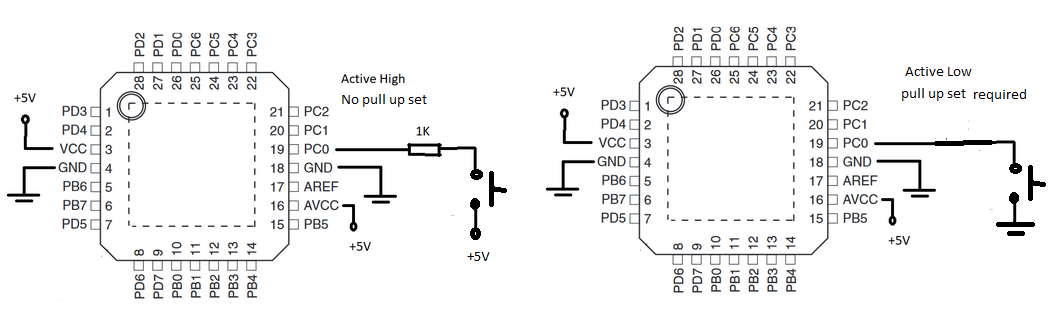 PD2
PD1
PD0
PC6
PC5
PC4
PC3
28
27
26
25
24
23
22
Active High
No pull up set
+5V
PD3 1
PD4 2
VCC 3
GND 4
PB6 5
PB7 6
PD5 7
21 PC2
20 PC1
19 PC0
18 GND
17 AREF
16 AVCC
15 PB5
1K
+5V
+5V
8
9
10
11
12
13
14
PD6
PD7
PB0
PB1
PB2
PB3
PB4
PD2
PD1
PD0
PC6
PC5
PC4
PC3
28
27
26
25
24
23
22
Active Low
pull up set required
+5V
PD3 1
PD4 2
VCC 3
GND 4
PB6 5
PB7 6
PD5 7
21 PC2
20 PC1
19 PC0
18 GND
17 AREF
16 AVCC
15 PB5
+5V
8
9
10
11
12
13
14
PD6
PD7
PB0
PB1
PB2
PB3
PB4